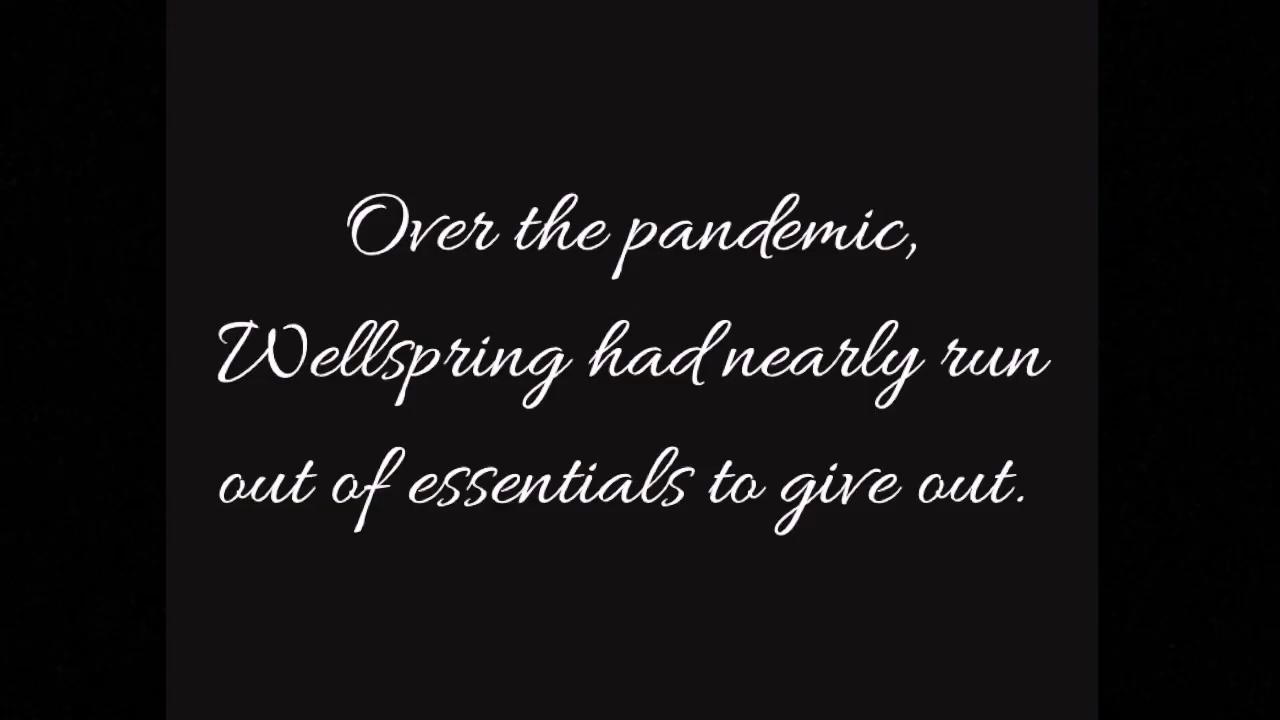 Over the pandemic,
Wellspring had nearly run
out of essentials to give out.